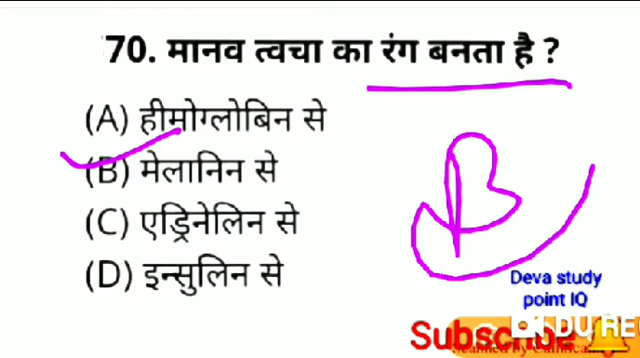 70. मानव त्वचा का रंग बनता है ?
(A) हीमोग्लोबिन से
(B) मेलानिन से
(C) एड्रिनेलिन से
(D) इन्सुलिन से
B
Deva study
point IQ
Subscribe